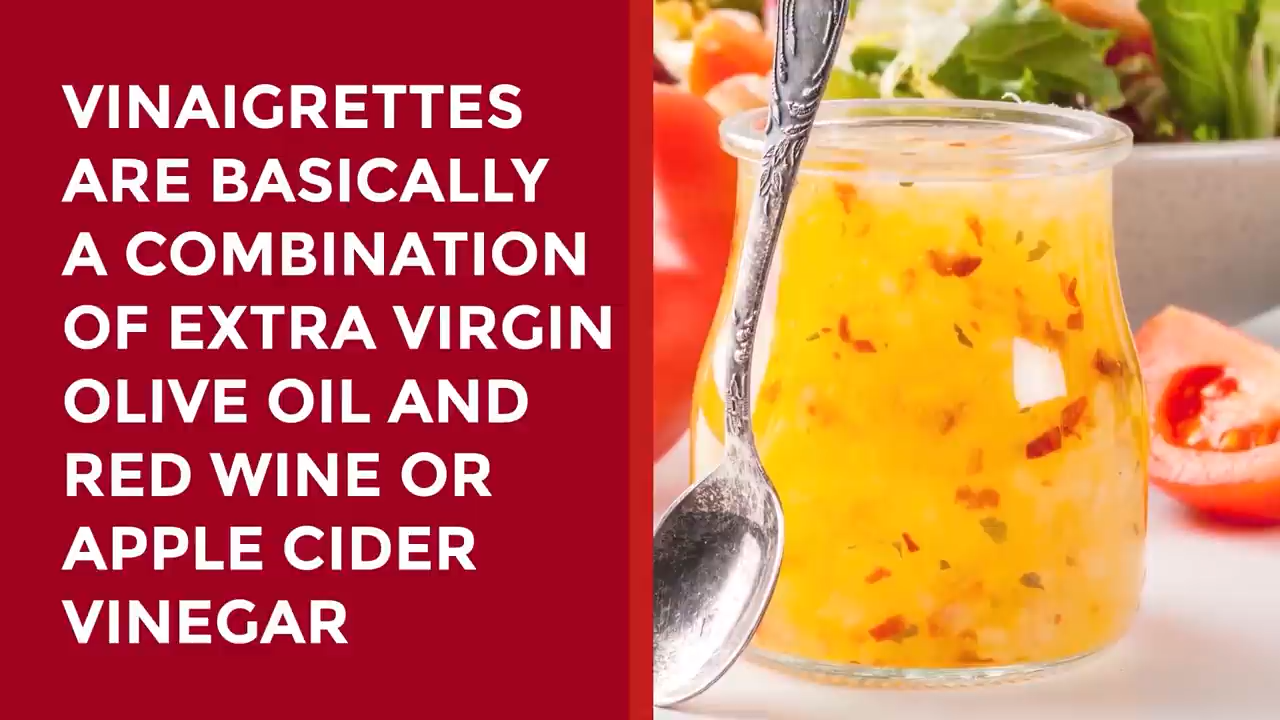 VINAIGRETTES
ARE BASICALLY
A COMBINATION
OF EXTRA VIRGIN
OLIVE OIL AND
RED WINE OR
APPLE CIDER
VINEGAR